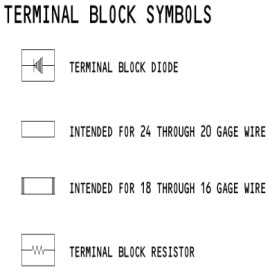 TERMINAL BLOCK SYMBOLS
TERMINAL BLOCK DIODE
INTENDED FOR 24 THROUGH 20 GAGE WIRE
INTENDED FOR 18 THROUGH 16 GAGE WIRE
TERMINAL BLOCK RESISTOR